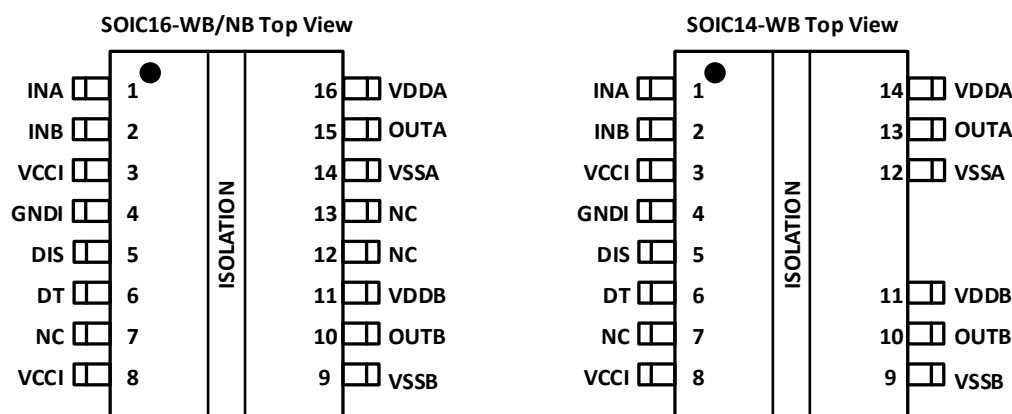 SOIC16-WB/NB Top View
INA 1 16 VDDA
INB 2 15 OUTA
VCCI 3 14 VSSA
GNDI 4 13 NC
DIS 5 12 NC
DT 6 11 VDDB
NC 7 10 OUTB
VCCI 8 9 VSSB
ISOLATION
SOIC14-WB Top View
INA 1 14 VDDA
INB 2 13 OUTA
VCCI 3 12 VSSA
GNDI 4
DIS 5
DT 6 11 VDDB
NC 7 10 OUTB
VCCI 8 9 VSSB
ISOLATION